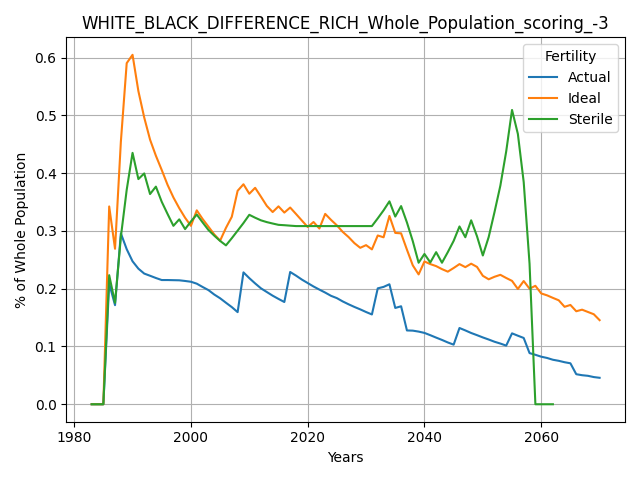 WHITE_BLACK_DIFFERENCE_RICH_Whole_Population_scoring_-3
Fertility
Actual
Ideal
Sterile
% of Whole Population
0.6
0.5
0.4
0.3
0.2
0.1
0.0
1980 2000 2020 2040 2060
Years